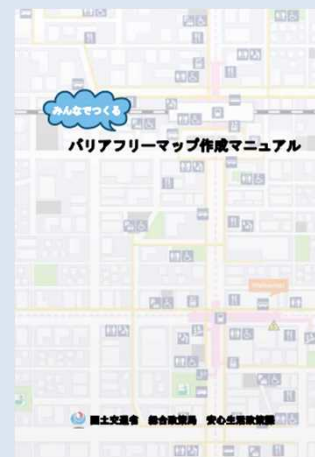 みんなでつくる
バリアフリーマップ作成マニュアル
国土交通省 総合政策局 安心生活政策課